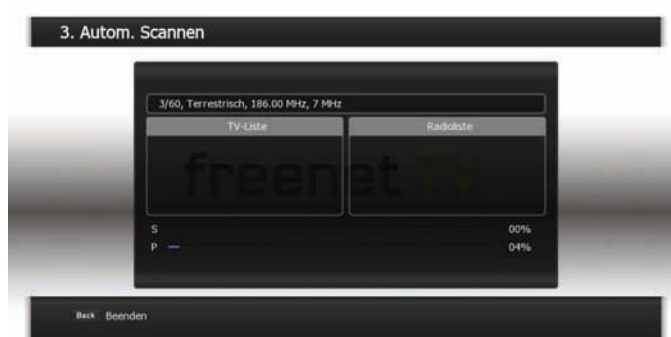 3. Autom. Scannen
3/60, Terrestrisch, 186.00 MHz, 7 MHz
TV-Liste Radioliste
freenet TV
S 00%
P 04%
Back Beenden